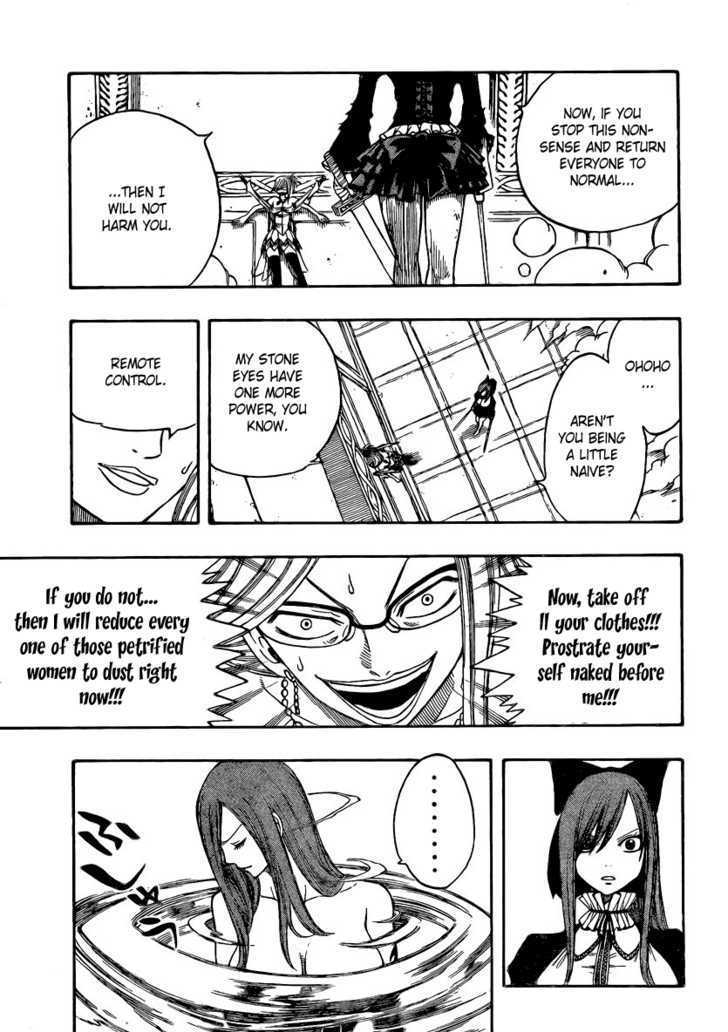 NOW, IF YOU
STOP THIS NON-
SENSE AND RETURN
EVERYONE TO
NORMAL...
...THEN I
WILL NOT
HARM YOU.
OHOHO
...
AREN'T
YOU BEING
A LITTLE
NAIVE?
MY STONE
EYES HAVE
ONE MORE
POWER, YOU
KNOW.
REMOTE
CONTROL.
Now, take off
ll your clothes!!!
Prostrate your-
self naked before
me!!!
If you do not...
then I will reduce every
one of those petrified
women to dust right
now!!!
......